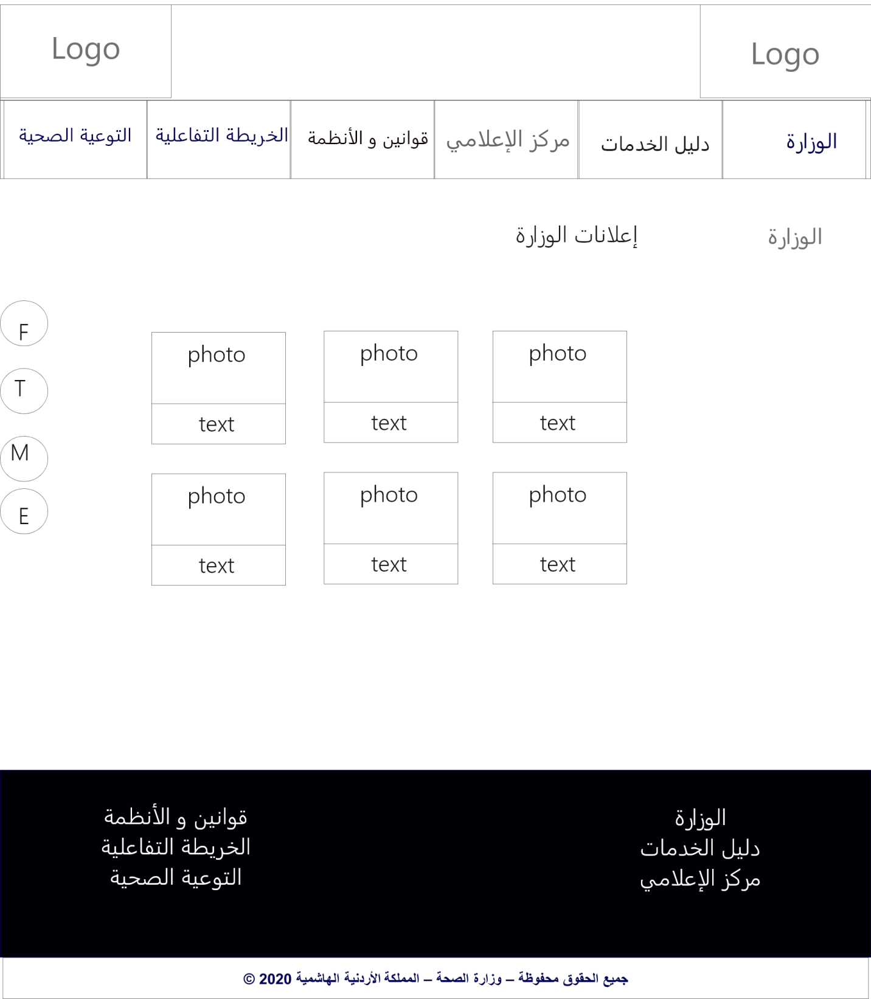 Logo
Logo
الوزارة
دليل الخدمات
مركز الإعلامي
قوانين و الأنظمة
الخريطة التفاعلية
التوعية الصحية
الوزارة
إعلانات الوزارة
F
T
M
E
photo
photo
photo
text
text
text
photo
photo
photo
text
text
text
الوزارة
دليل الخدمات
مركز الإعلامي
قوانين و الأنظمة
الخريطة التفاعلية
التوعية الصحية
جميع الحقوق محفوظة – وزارة الصحة – المملكة الأردنية الهاشمية 2020 ©